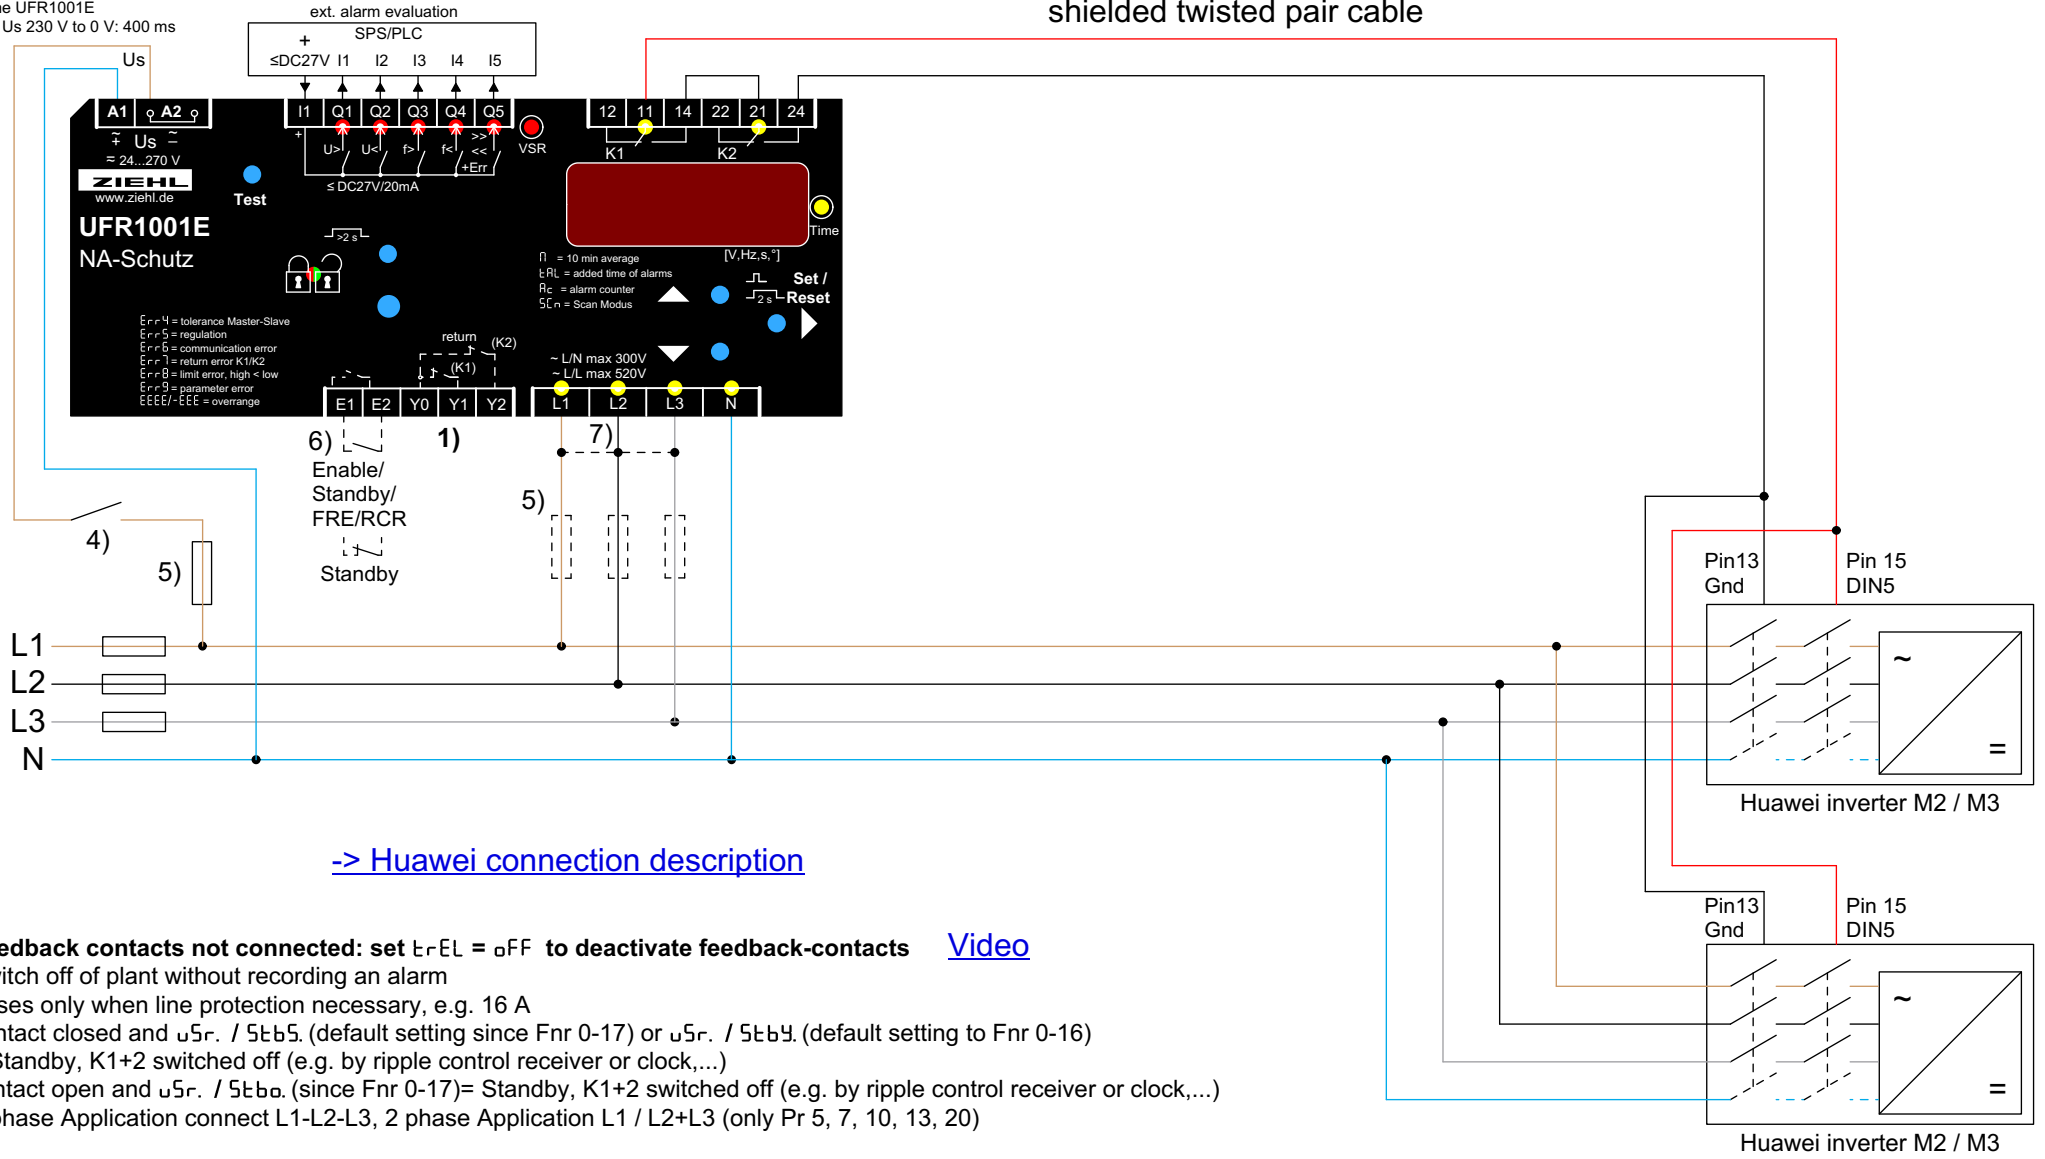 UFR1001E
Us 230 V to 0 V: 400 ms
ext. alarm evaluation
shielded twisted pair cable
SPS/PLC
+
≤DC27V I1 I2 I3 I4 I5
Us
A1 A2
I1 Q1 Q2 Q3 Q4 Q5
12 11 14 22 21 24
~ ~
+ Us −
≂ 24...270 V
+
U> U< f> f< >>
<<
+Err
VSR
K1 K2
≤ DC27V/20mA
ZIEHL
www.ziehl.de
Test
UFR1001E
NA-Schutz
>2 s
Time
[V,Hz,s,°]
= 10 min average
tAL = added time of alarms
Ac = alarm counter
SCn = Scan Modus
2 s
Set /
Reset
Err4 = tolerance Master-Slave
Err5 = regulation
Err6 = communication error
Err7 = return error K1/K2
Err8 = limit error, high < low
Err9 = parameter error
EEEE/-EEE = overrange
return
(K2)
(K1)
~ L/N max 300V
~ L/L max 520V
E1 E2 Y0 Y1 Y2
L1 L2 L3 N
6)
1)
7)
Enable/
Standby/
FRE/RCR
Standby
5)
4)
5)
L1
L2
L3
N
Pin13
Gnd
Pin 15
DIN5
~
=
Huawei inverter M2 / M3
-> Huawei connection description
Pin13
Gnd
Pin 15
DIN5
~
=
Huawei inverter M2 / M3
edback contacts not connected: set trEL = oFF to deactivate feedback-contacts Video
itch off of plant without recording an alarm
ses only when line protection necessary, e.g. 16 A
ntact closed and uSr. / StbS. (default setting since Fnr 0-17) or uSr. / StbY. (default setting to Fnr 0-16)
Standby, K1+2 switched off (e.g. by ripple control receiver or clock,...)
ntact open and uSr. / Stbo. (since Fnr 0-17)= Standby, K1+2 switched off (e.g. by ripple control receiver or clock,...)
phase Application connect L1-L2-L3, 2 phase Application L1 / L2+L3 (only Pr 5, 7, 10, 13, 20)